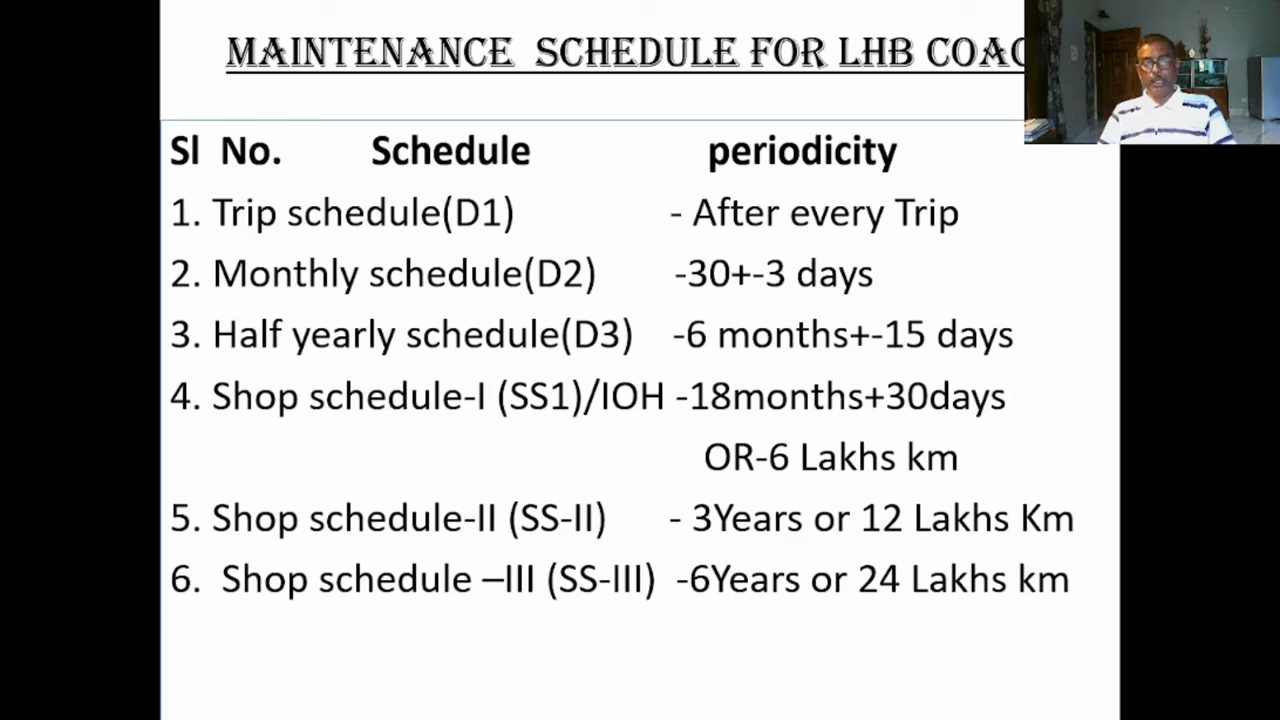 MAINTENANCE SCHEDULE FOR LHB
Sl No. Schedule periodicity
1. Trip schedule(D1) - After every Trip
2. Monthly schedule(D2) -30+-3 days
3. Half yearly schedule(D3) -6 months+-15 days
4. Shop schedule-I (SS1)/IOH -18months+30days
OR-6 Lakhs km
5. Shop schedule-II (SS-II) - 3Years or 12 Lakhs Km
6. Shop schedule –III (SS-III) -6Years or 24 Lakhs km